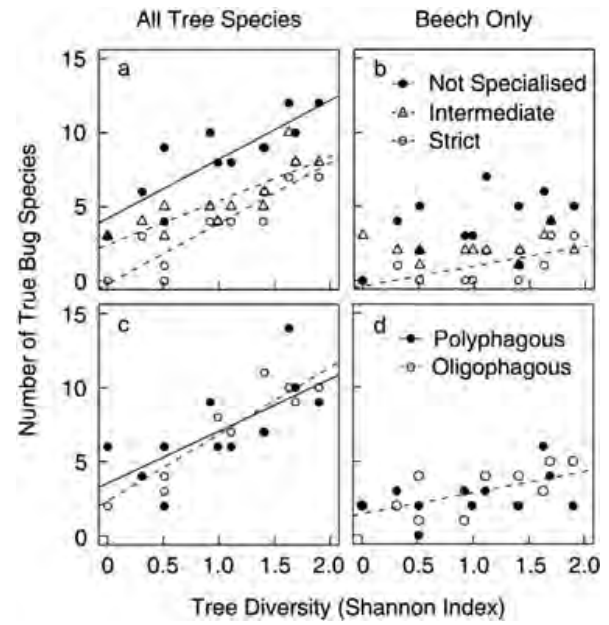 All Tree Species
Beech Only
Number of True Bug Species
15
10
5
0
a
b
Not Specialised
Intermediate
Strict
15
10
5
0
c
d
Polyphagous
Oligophagous
0 0.5 1.0 1.5 2.0
0 0.5 1.0 1.5 2.0
Tree Diversity (Shannon Index)